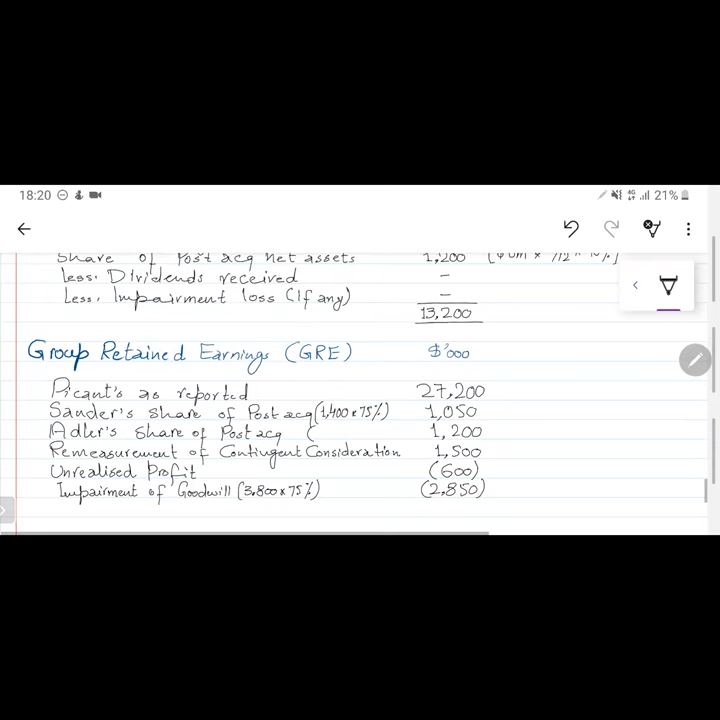 18:20 4G 21%
Share of Post acq net assets 1,200
Less: Dividends received –
Less: Impairment loss (if any) –
13,200
Group Retained Earnings (GRE) $'000
Picant's as reported 27,200
Sander's share of Post acq (1,400 x 75%) 1,050
Adler's share of Post acq ( 1,200
Remeasurement of Contingent Consideration 1,500
Unrealised Profit (600)
Impairment of Goodwill (3,800 x 75%) (2,850)